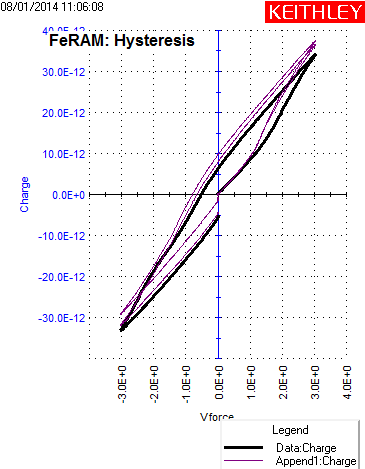 08/01/2014 11:06:08
KEITHLEY
FeRAM: Hysteresis
40.0E-12
30.0E-12
20.0E-12
10.0E-12
0.0E+0
-10.0E-12
-20.0E-12
-30.0E-12
Charge
-3.0E+0
-2.0E+0
-1.0E+0
0.0E+0
1.0E+0
2.0E+0
3.0E+0
4.0E+0
Vforce
Legend
Data:Charge
Append1:Charge